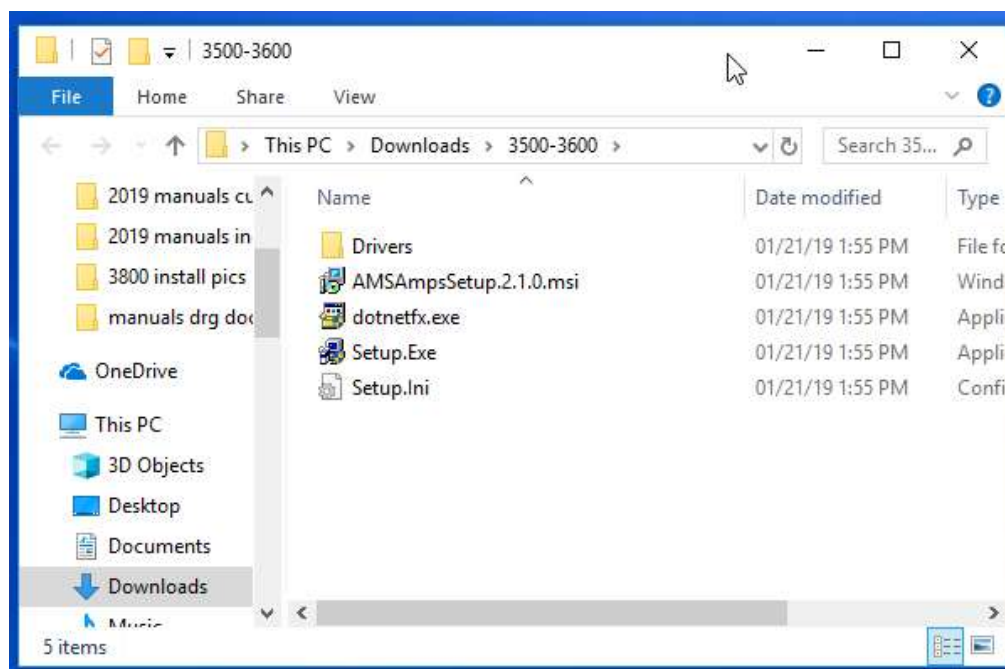 3500-3600
File Home Share View
This PC > Downloads > 3500-3600 > Search 35...
2019 manuals cu
2019 manuals in
3800 install pics
manuals drg doc
OneDrive
This PC
3D Objects
Desktop
Documents
Downloads
Music
Name Date modified Type
Drivers 01/21/19 1:55 PM File fo
AMSAmpsSetup.2.1.0.msi 01/21/19 1:55 PM Wind
dotnetfx.exe 01/21/19 1:55 PM Appli
Setup.Exe 01/21/19 1:55 PM Appli
Setup.Ini 01/21/19 1:55 PM Confi
5 items